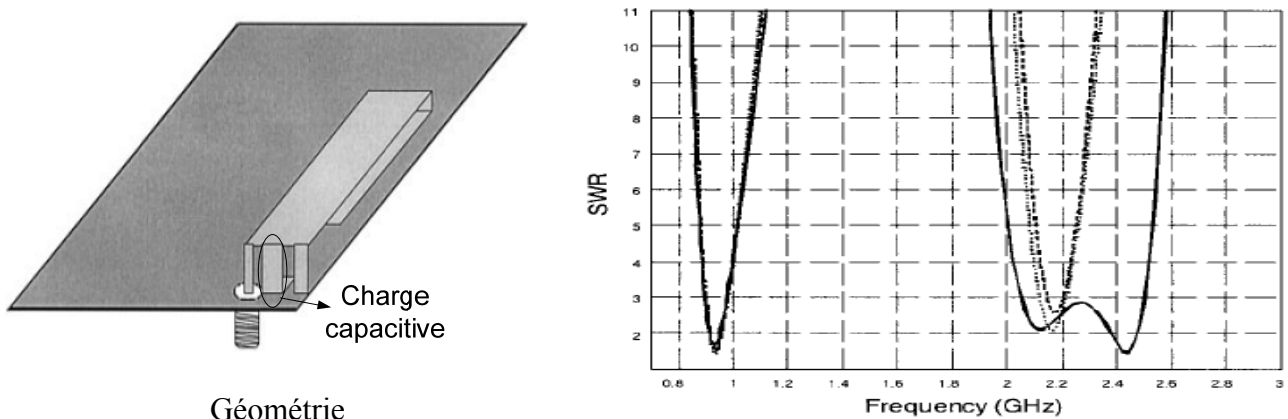 Charge
capacitive
Géométrie
SWR
11
10
9
8
7
6
5
4
3
2
0.8 1 1.2 1.4 1.6 1.8 2 2.2 2.4 2.6 2.8 3
Frequency (GHz)